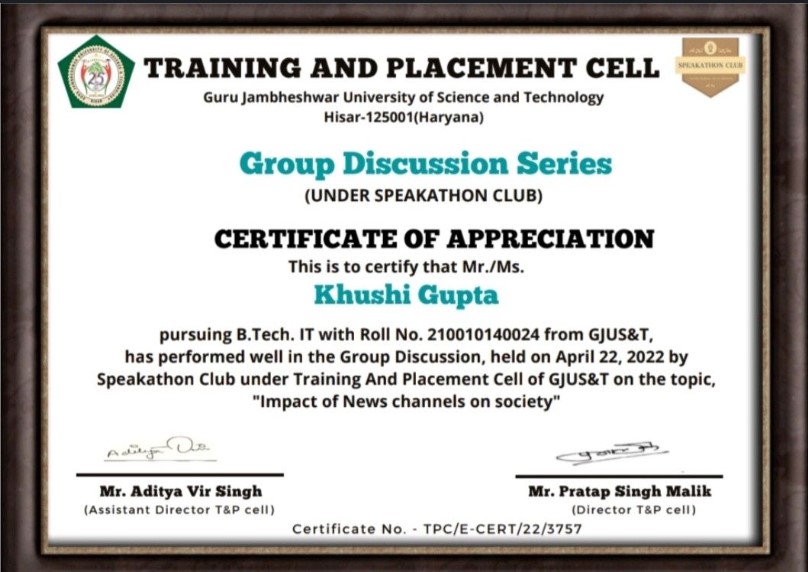 TRAINING AND PLACEMENT CELL
SPEAKATHON CLUB
Guru Jambheshwar University of Science and Technology
Hisar-125001(Haryana)
25
Group Discussion Series
(UNDER SPEAKATHON CLUB)
CERTIFICATE OF APPRECIATION
This is to certify that Mr./Ms.
Khushi Gupta
pursuing B.Tech. IT with Roll No. 210010140024 from GJUS&T,
has performed well in the Group Discussion, held on April 22, 2022 by
Speakathon Club under Training And Placement Cell of GJUS&T on the topic,
"Impact of News channels on society"
Mr. Aditya Vir Singh
Mr. Pratap Singh Malik
(Assistant Director T&P cell)
(Director T&P cell)
Certificate No. - TPC/E-CERT/22/3757